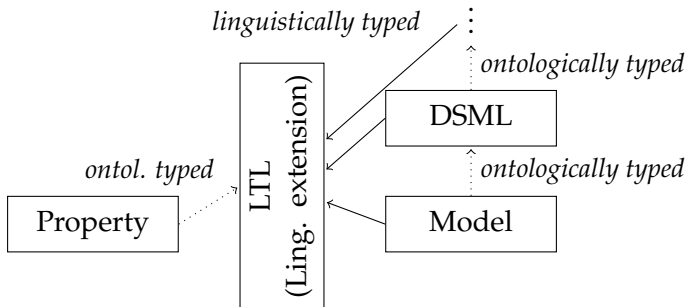 linguistically typed
⋮
ontologically typed
LTL
(Ling. extension)
DSML
ontol. typed
ontologically typed
Property
Model